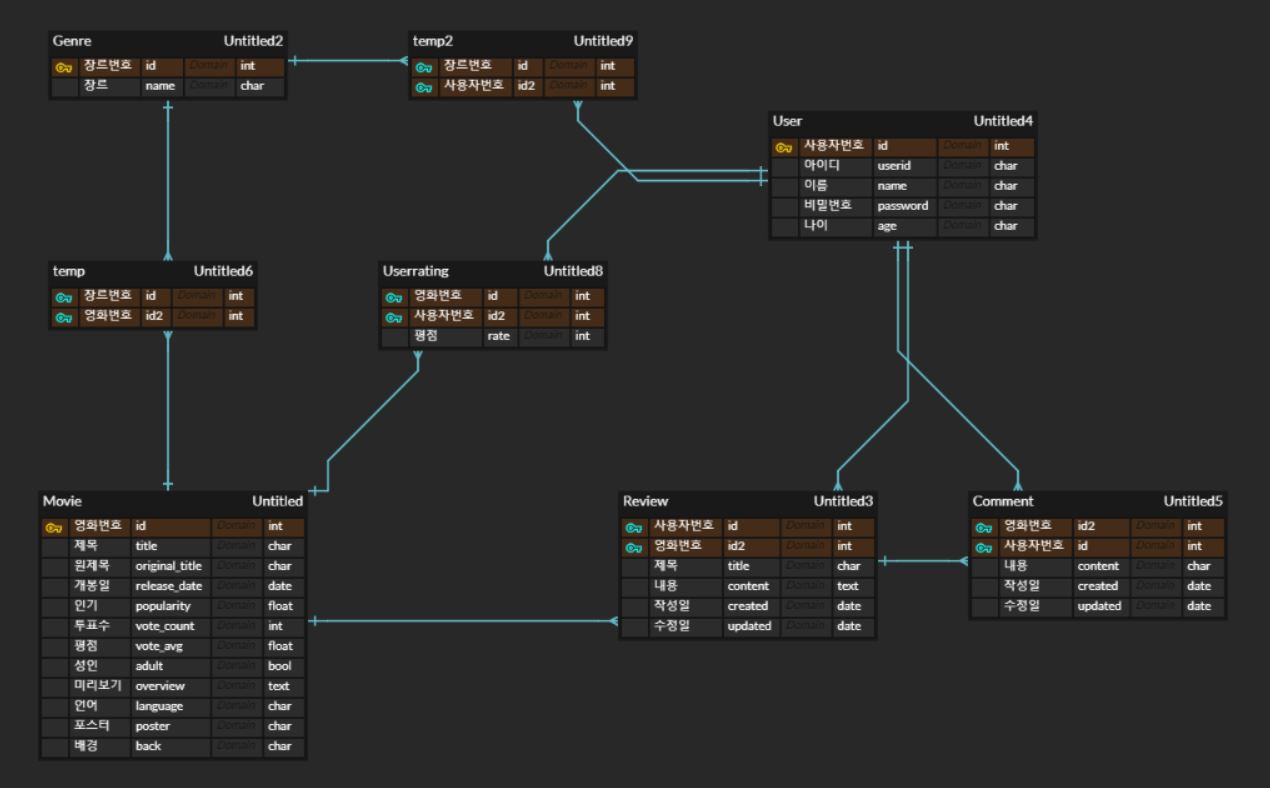 Genre Untitled2
장르번호 id Domain int
장르 name Domain char
temp2 Untitled9
장르번호 id Domain int
사용자번호 id2 Domain int
User Untitled4
사용자번호 id Domain int
아이디 userid Domain char
이름 name Domain char
비밀번호 password Domain char
나이 age Domain char
temp Untitled6
장르번호 id Domain int
영화번호 id2 Domain int
Userrating Untitled8
영화번호 id Domain int
사용자번호 id2 Domain int
평점 rate Domain int
Movie Untitled
영화번호 id Domain int
제목 title Domain char
원제목 original_title Domain char
개봉일 release_date Domain date
인기 popularity Domain float
투표수 vote_count Domain int
평점 vote_avg Domain float
성인 adult Domain bool
미리보기 overview Domain text
언어 language Domain char
포스터 poster Domain char
배경 back Domain char
Review Untitled3
사용자번호 id Domain int
영화번호 id2 Domain int
제목 title Domain char
내용 content Domain text
작성일 created Domain date
수정일 updated Domain date
Comment Untitled5
영화번호 id2 Domain int
사용자번호 id Domain int
내용 content Domain char
작성일 created Domain date
수정일 updated Domain date